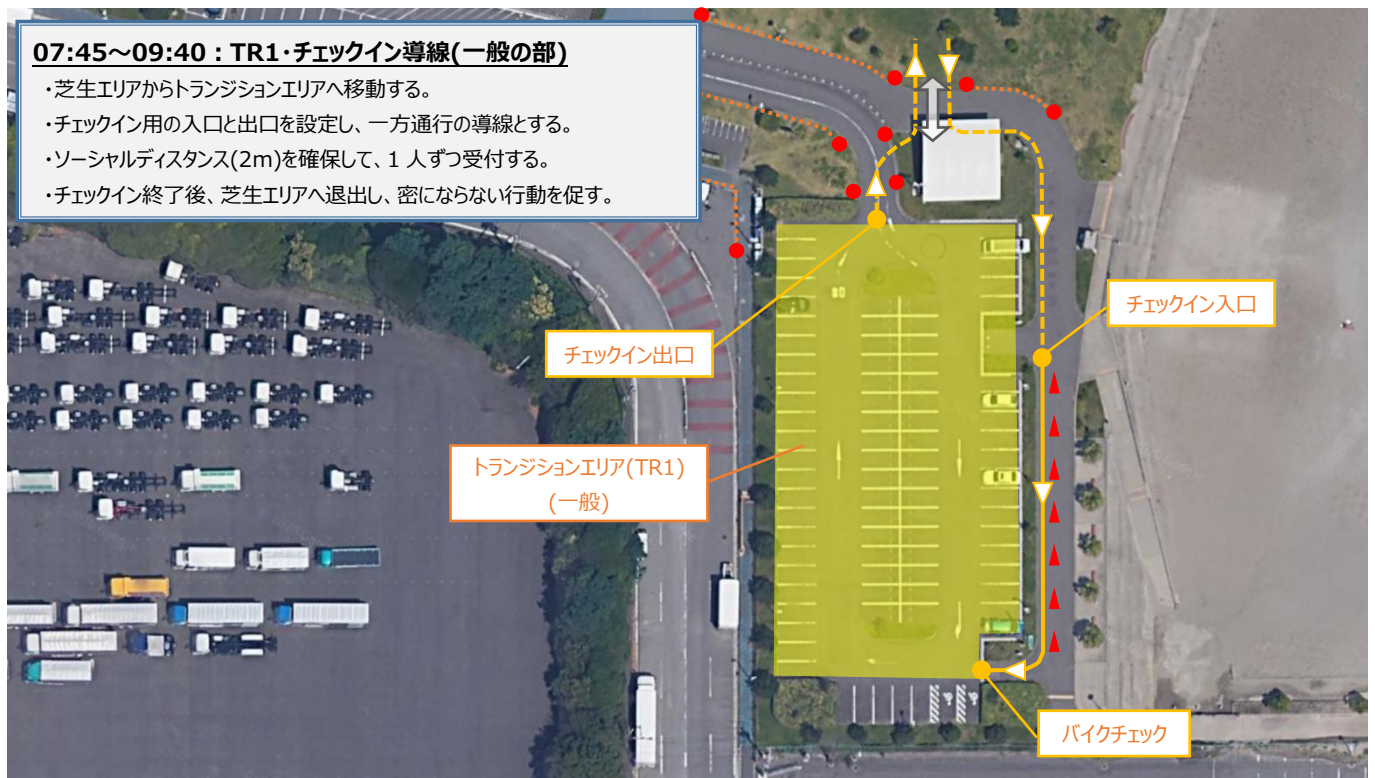 07:45～09:40：TR1･チェックイン導線(一般の部)
･芝生エリアからトランジションエリアへ移動する。
･チェックイン用の入口と出口を設定し、一方通行の導線とする。
･ソーシャルディスタンス(2m)を確保して、1 人ずつ受付する。
･チェックイン終了後、芝生エリアへ退出し、密にならない行動を促す。
チェックイン入口
チェックイン出口
トランジションエリア(TR1)
(一般)
バイクチェック